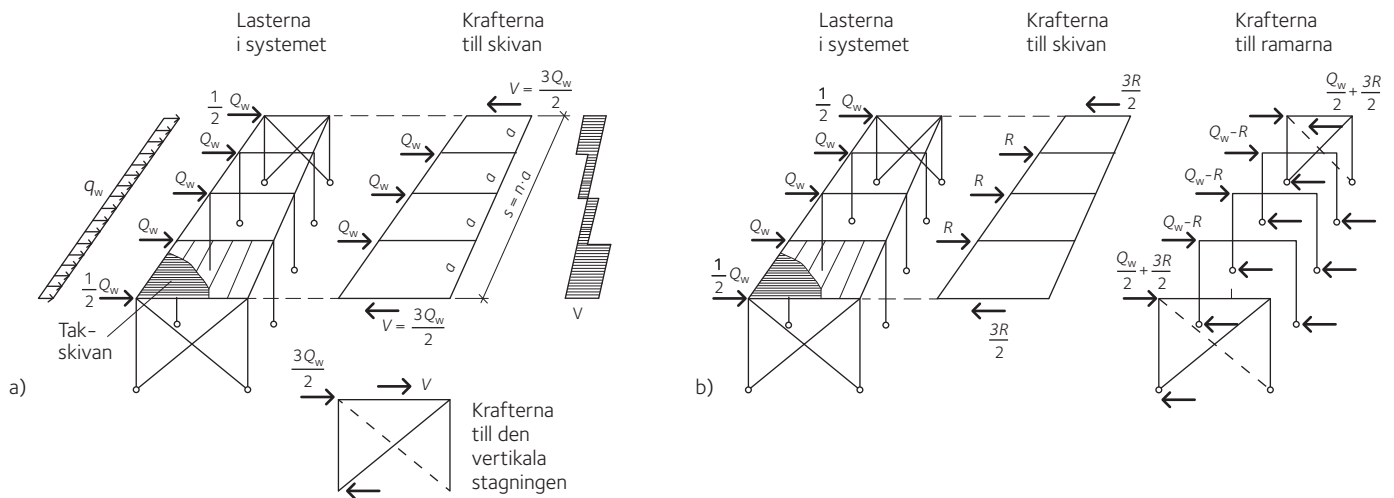 Lasterna
i systemet
Krafterna
till skivan
q_w
1/2 Q_w
Q_w
Q_w
Q_w
1/2 Q_w
Tak-
skivan
Q_w
Q_w
Q_w
V = 3Q_w/2
a
a
a
a
s = n·a
V = 3Q_w/2
V
a)
3Q_w/2
V
Krafterna
till den
vertikala
stagningen
Lasterna
i systemet
Krafterna
till skivan
Krafterna
till ramarna
1/2 Q_w
Q_w
Q_w
Q_w
1/2 Q_w
3R/2
R
R
R
3R/2
Q_w/2 + 3R/2
Q_w–R
Q_w–R
Q_w–R
Q_w/2 + 3R/2
b)